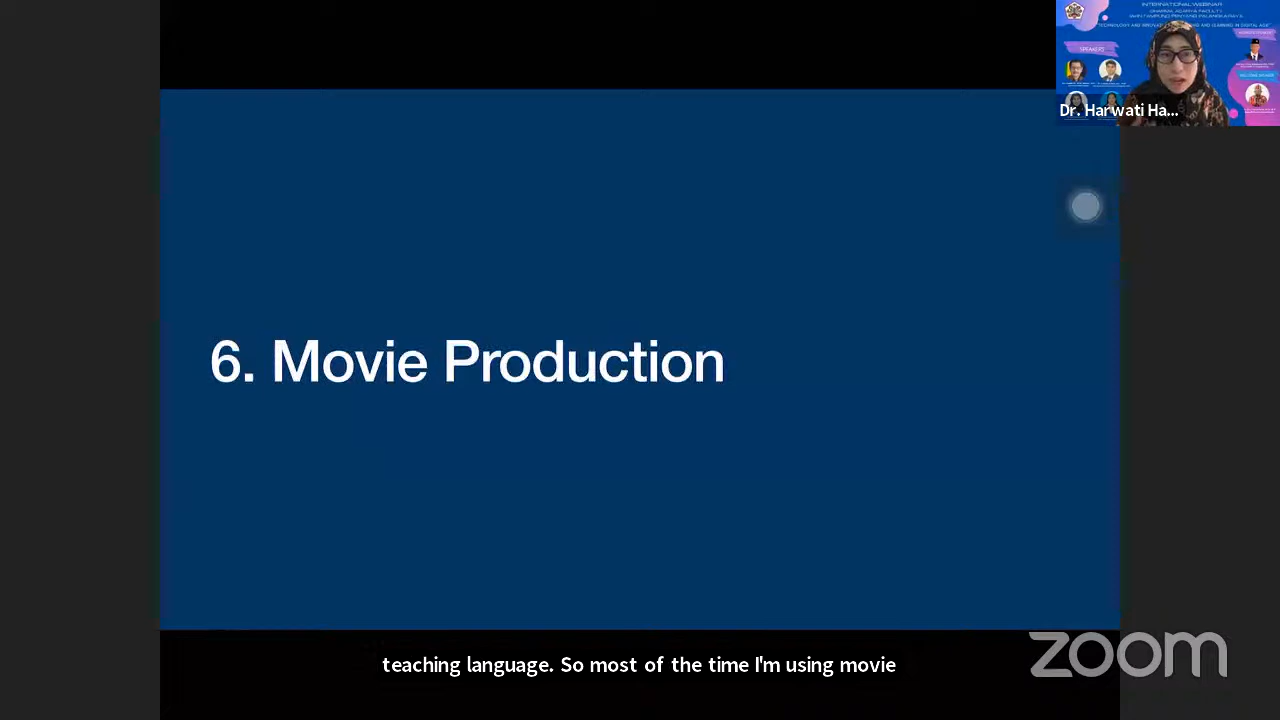 INTERNATIONAL WEBINAR
SPEAKERS
Dr. Harwati Ha...
6. Movie Production
teaching language. So most of the time I'm using movie
zoom